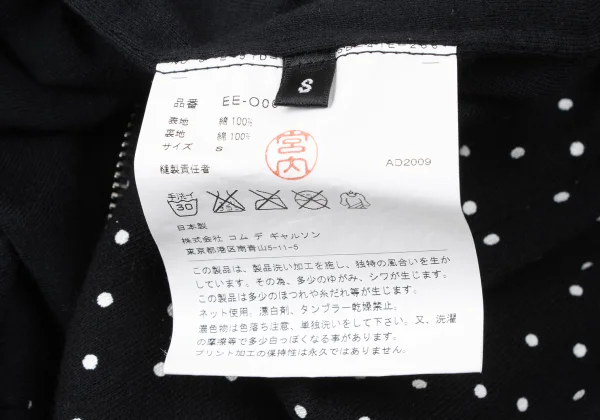 S
品番 EE-O0
表地 綿100%
裏地 綿100%
サイズ S
宮内
縫製責任者
AD2009
手洗イ
30
日本製
株式会社 コム デ ギャルソン
東京都港区南青山5-11-5
この製品は、製品洗い加工を施し、独特の風合いを生か
しています。その為、多少のゆがみ、シワが生じます。
この製品は多少のほつれや糸だれ等が生じます。
ネット使用。漂白剤、タンブラー乾燥禁止。
濃色物は色落ち注意、単独洗いをして下さい。又、洗濯
の摩擦等で多少白っぽくなる事があります。
プリント加工の保持性は永久ではありません。